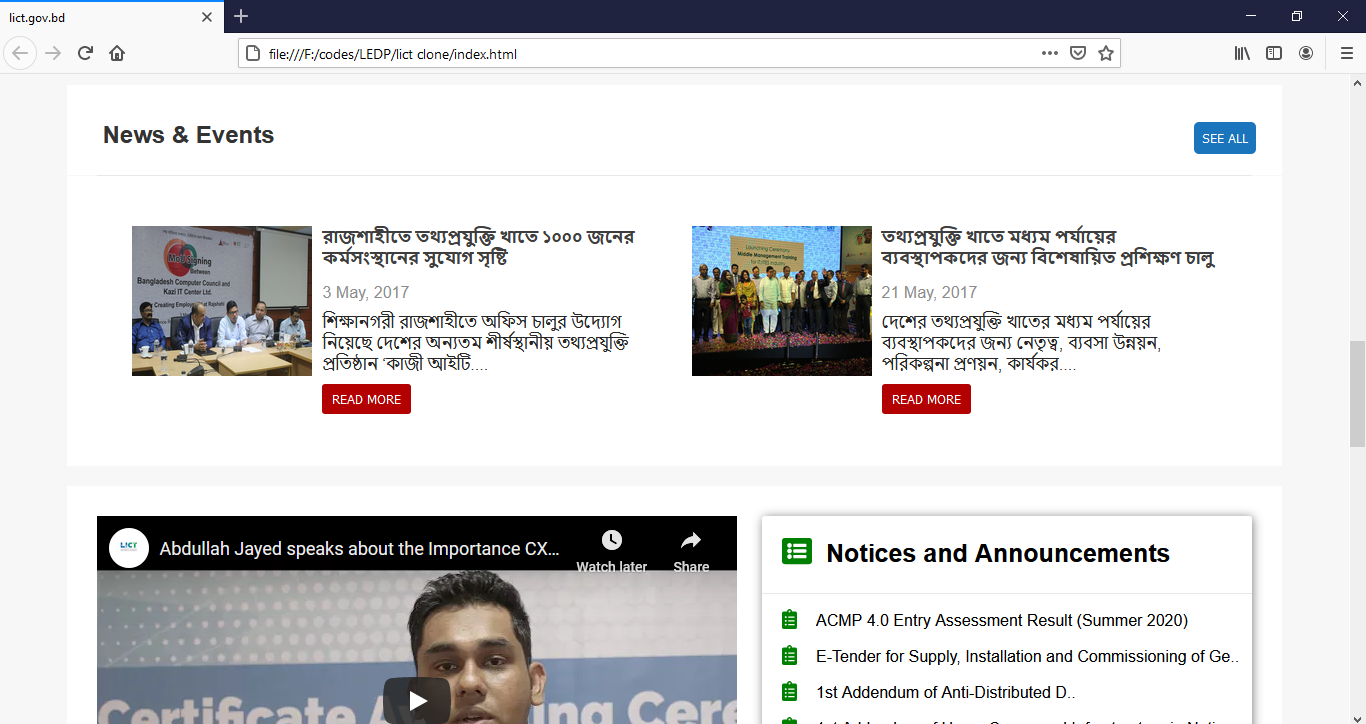 lict.gov.bd
file:///F:/codes/LEDP/lict clone/index.html
News & Events
SEE ALL
MoU Signing
Between
Bangladesh Computer Council and
Kazi IT Center Ltd.
রাজশাহীতে তথ্যপ্রযুক্তি খাতে ১০০০ জনের
কর্মসংস্থানের সুযোগ সৃষ্টি
3 May, 2017
শিক্ষানগরী রাজশাহীতে অফিস চালুর উদ্যোগ
নিয়েছে দেশের অন্যতম শীর্ষস্থানীয় তথ্যপ্রযুক্তি
প্রতিষ্ঠান ‘কাজী আইটি....
READ MORE
Launching Ceremony
Middle Management Training
তথ্যপ্রযুক্তি খাতে মধ্যম পর্যায়ের
ব্যবস্থাপকদের জন্য বিশেষায়িত প্রশিক্ষণ চালু
21 May, 2017
দেশের তথ্যপ্রযুক্তি খাতের মধ্যম পর্যায়ের
ব্যবস্থাপকদের জন্য নেতৃত্ব, ব্যবসা উন্নয়ন,
পরিকল্পনা প্রণয়ন, কার্যকর....
READ MORE
LICT
Abdullah Jayed speaks about the Importance CX...
Watch later
Share
Certificate
Notices and Announcements
ACMP 4.0 Entry Assessment Result (Summer 2020)
E-Tender for Supply, Installation and Commissioning of Ge..
1st Addendum of Anti-Distributed D..